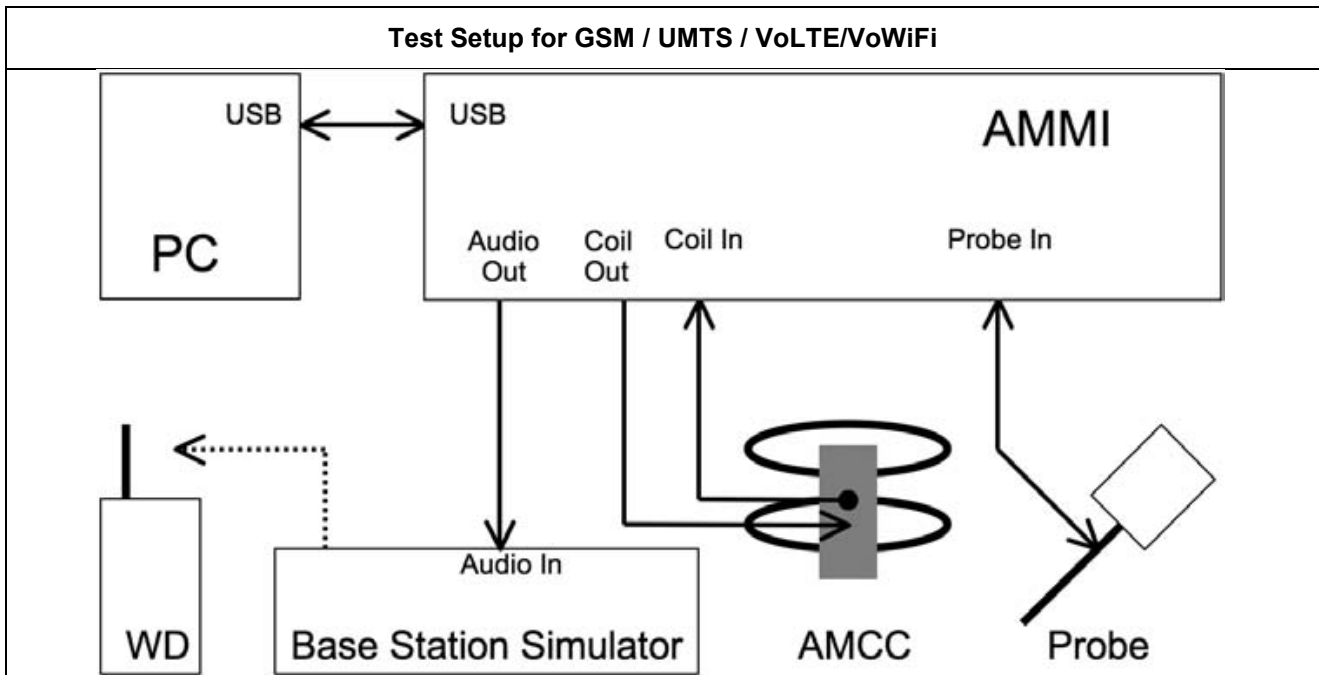 Test Setup for GSM / UMTS / VoLTE/VoWiFi
USB
USB
AMMI
PC
Audio
Out
Coil
Out
Coil In
Probe In
Audio In
WD
Base Station Simulator
AMCC
Probe